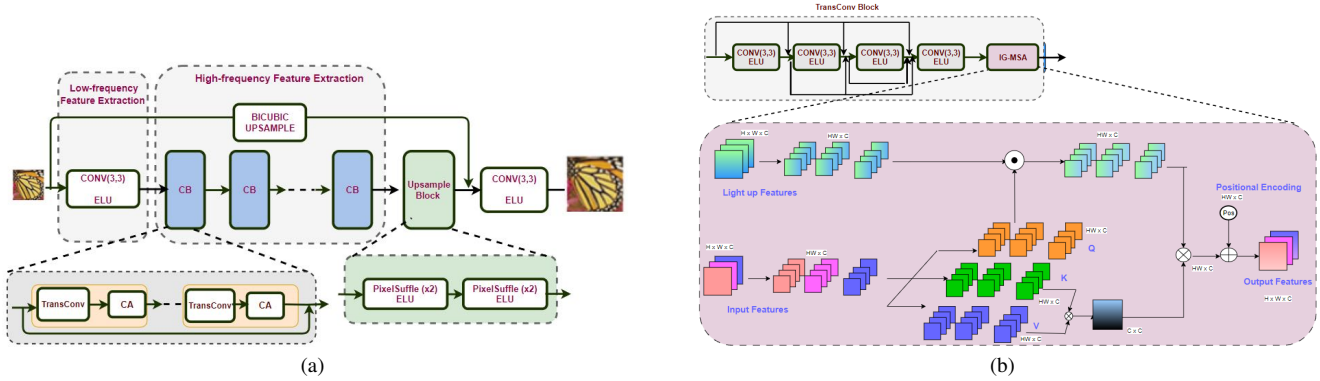 High-frequency Feature Extraction
Low-frequency
Feature Extraction
BICUBIC
UPSAMPLE
CONV(3,3)
ELU
CB
CB
CB
Upsample
Block
CONV(3,3)
ELU
TransConv
CA
TransConv
CA
PixelSuffle (x2)
ELU
PixelSuffle (x2)
ELU
(a)
TransConv Block
CONV(3,3)
ELU
CONV(3,3)
ELU
CONV(3,3)
ELU
CONV(3,3)
ELU
IG-MSA
H x W x C
HW x C
HW x C
Light up Features
Positional Encoding
HW x C
Pos
H x W x C
HW x C
HW x C
Q
K
HW x C
HW x C
V
HW x C
C x C
Input Features
Output Features
H x W x C
(b)